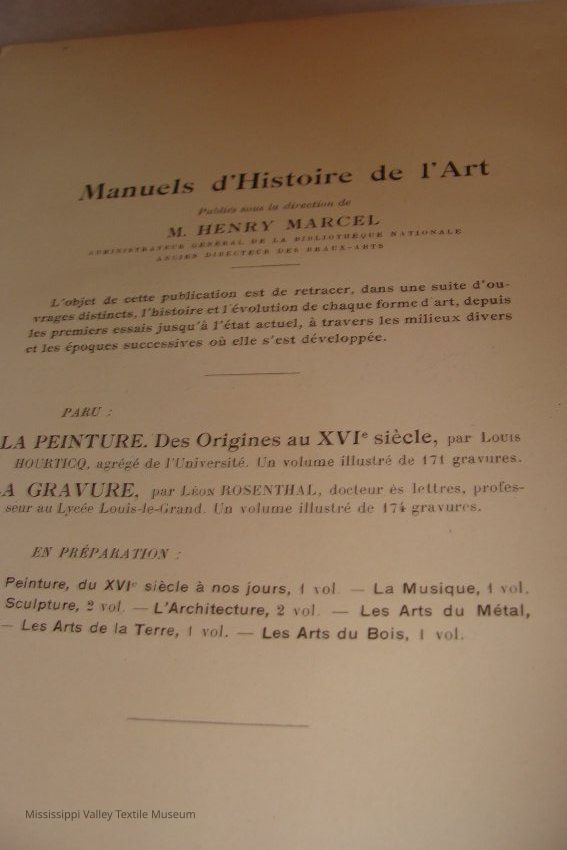 Manuels d'Histoire de l'Art
Publiés sous la direction de
M. HENRY MARCEL
ADMINISTRATEUR GÉNÉRAL DE LA BIBLIOTHÈQUE NATIONALE
ANCIEN DIRECTEUR DES BEAUX-ARTS
L'objet de cette publication est de retracer, dans une suite d'ou-
vrages distincts, l'histoire et l'évolution de chaque forme d'art, depuis
les premiers essais jusqu'à l'état actuel, à travers les milieux divers
et les époques successives où elle s'est développée.
PARU :
LA PEINTURE. Des Origines au XVIe siècle, par LOUIS
HOURTICQ, agrégé de l'Université. Un volume illustré de 171 gravures.
A GRAVURE, par LÉON ROSENTHAL, docteur ès lettres, profes-
seur au Lycée Louis-le-Grand. Un volume illustré de 174 gravures.
EN PRÉPARATION :
Peinture, du XVIe siècle à nos jours, 1 vol. — La Musique, 1 vol.
Sculpture, 2 vol. — L'Architecture, 2 vol. — Les Arts du Métal,
— Les Arts de la Terre, 1 vol. — Les Arts du Bois, 1 vol.
Mississippi Valley Textile Museum